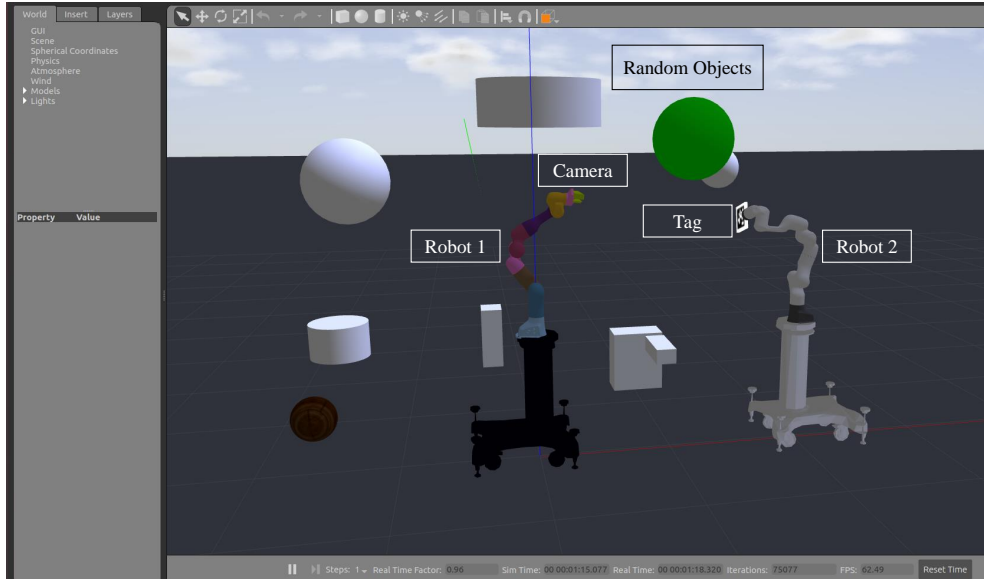 World Insert Layers
GUI
Scene
Spherical Coordinates
Physics
Atmosphere
Wind
Models
Lights
Property Value
Random Objects
Camera
Tag
Robot 1
Robot 2
Steps: 1 Real Time Factor: 0.96 Sim Time: 00 00:01:15.077 Real Time: 00 00:01:18.320 Iterations: 75077 FPS: 62.49 Reset Time